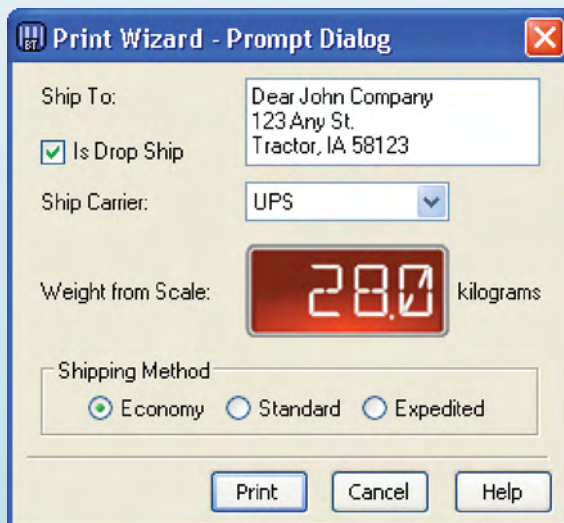 BT Print Wizard - Prompt Dialog
Ship To:
Dear John Company
123 Any St.
Tractor, IA 58123
Is Drop Ship
Ship Carrier:
UPS
Weight from Scale:
28.0
kilograms
Shipping Method
Economy Standard Expedited
Print Cancel Help